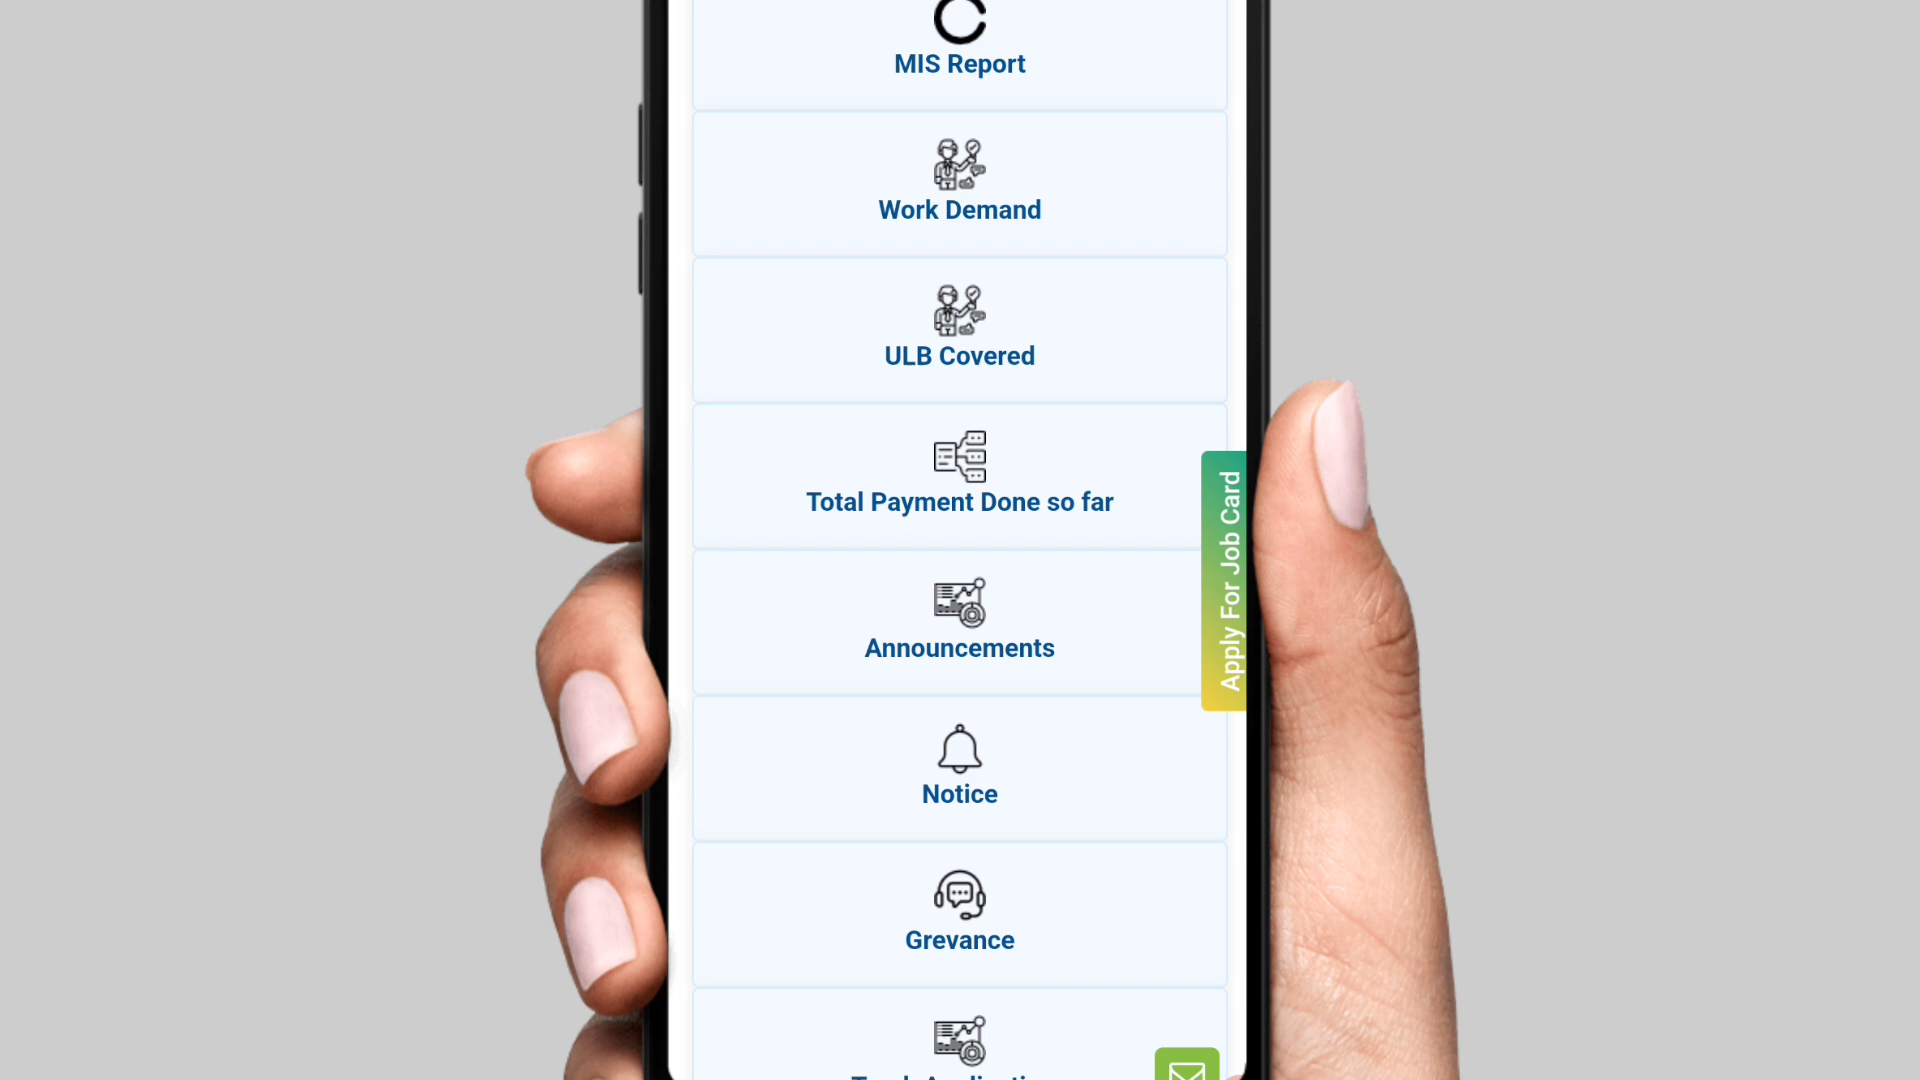 MIS Report
Work Demand
ULB Covered
Total Payment Done so far
Apply For Job Card
Announcements
Notice
Grevance